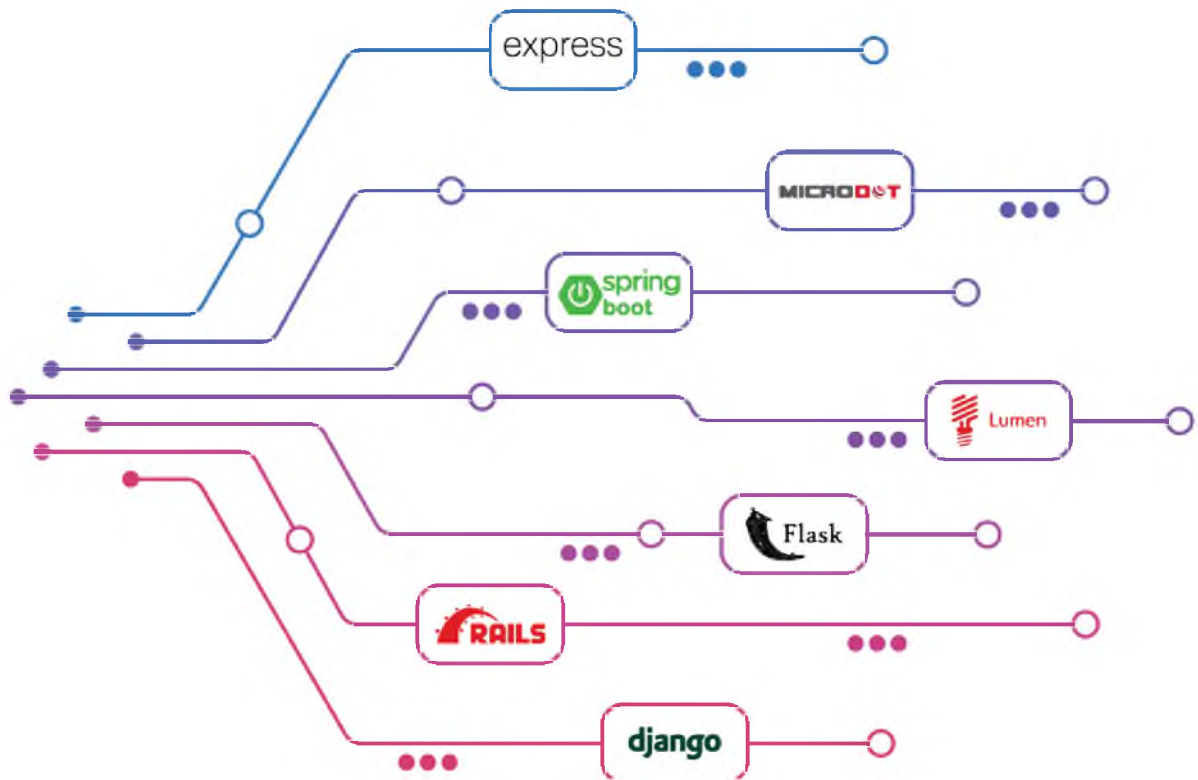 express
MICRODOT
spring
boot
Lumen
Flask
RAILS
django